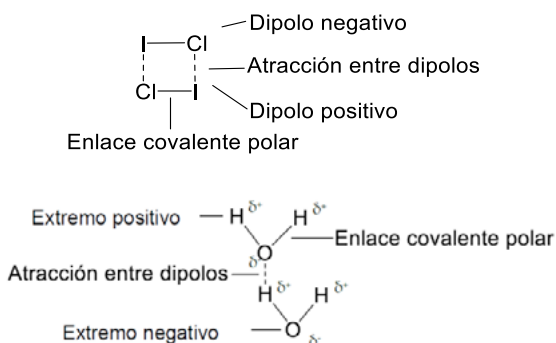 Dipolo negativo
I Cl
Atracción entre dipolos
Cl I
Dipolo positivo
Enlace covalente polar
Extremo positivo H δ+ H δ+
Enlace covalente polar
δ- O
Atracción entre dipolos
H δ+ H δ+
Extremo negativo O δ-